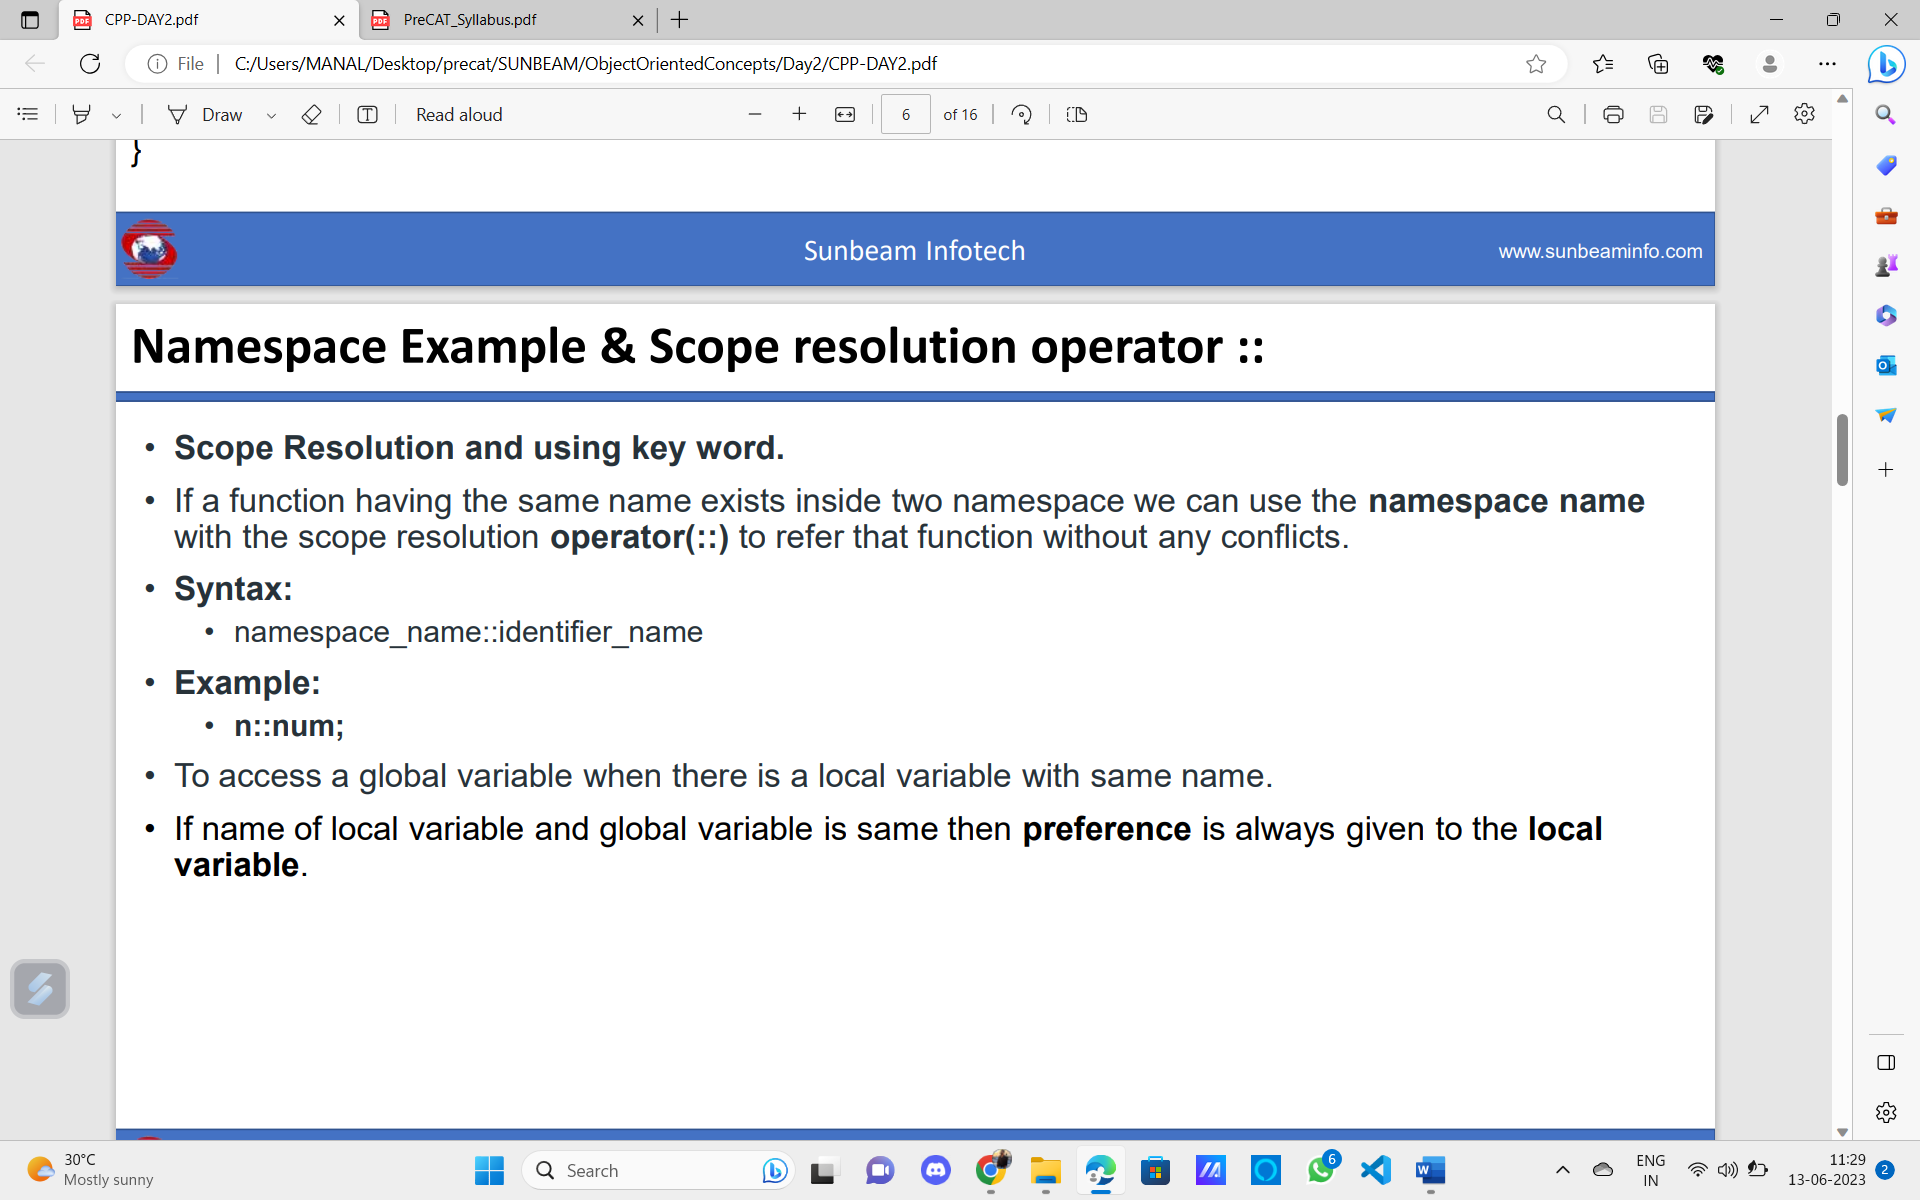 CPP-DAY2.pdf
PreCAT_Syllabus.pdf
File
C:/Users/MANAL/Desktop/precat/SUNBEAM/ObjectOrientedConcepts/Day2/CPP-DAY2.pdf
Draw
Read aloud
6
of 16
}
Sunbeam Infotech
www.sunbeaminfo.com
Namespace Example & Scope resolution operator ::
• Scope Resolution and using key word.
• If a function having the same name exists inside two namespace we can use the namespace name
with the scope resolution operator(::) to refer that function without any conflicts.
• Syntax:
• namespace_name::identifier_name
• Example:
• n::num;
• To access a global variable when there is a local variable with same name.
• If name of local variable and global variable is same then preference is always given to the local
variable.
30°C
Mostly sunny
Search
6
ENG
IN
11:29
13-06-2023
2